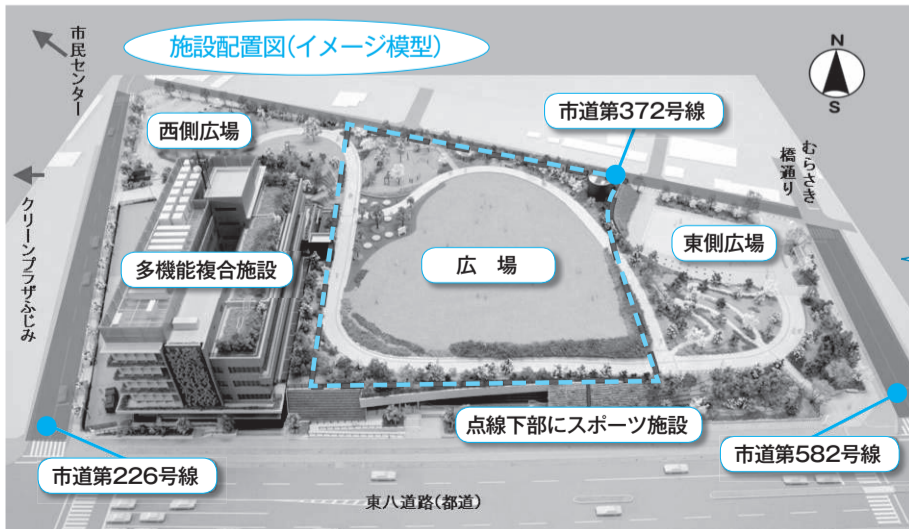 施設配置図(イメージ模型)
市民センター
N
S
市道第372号線
西側広場
むらさき
橋通り
東側広場
クリーンプラザふじみ
多機能複合施設
広 場
点線下部にスポーツ施設
市道第582号線
市道第226号線
東八道路(都道)